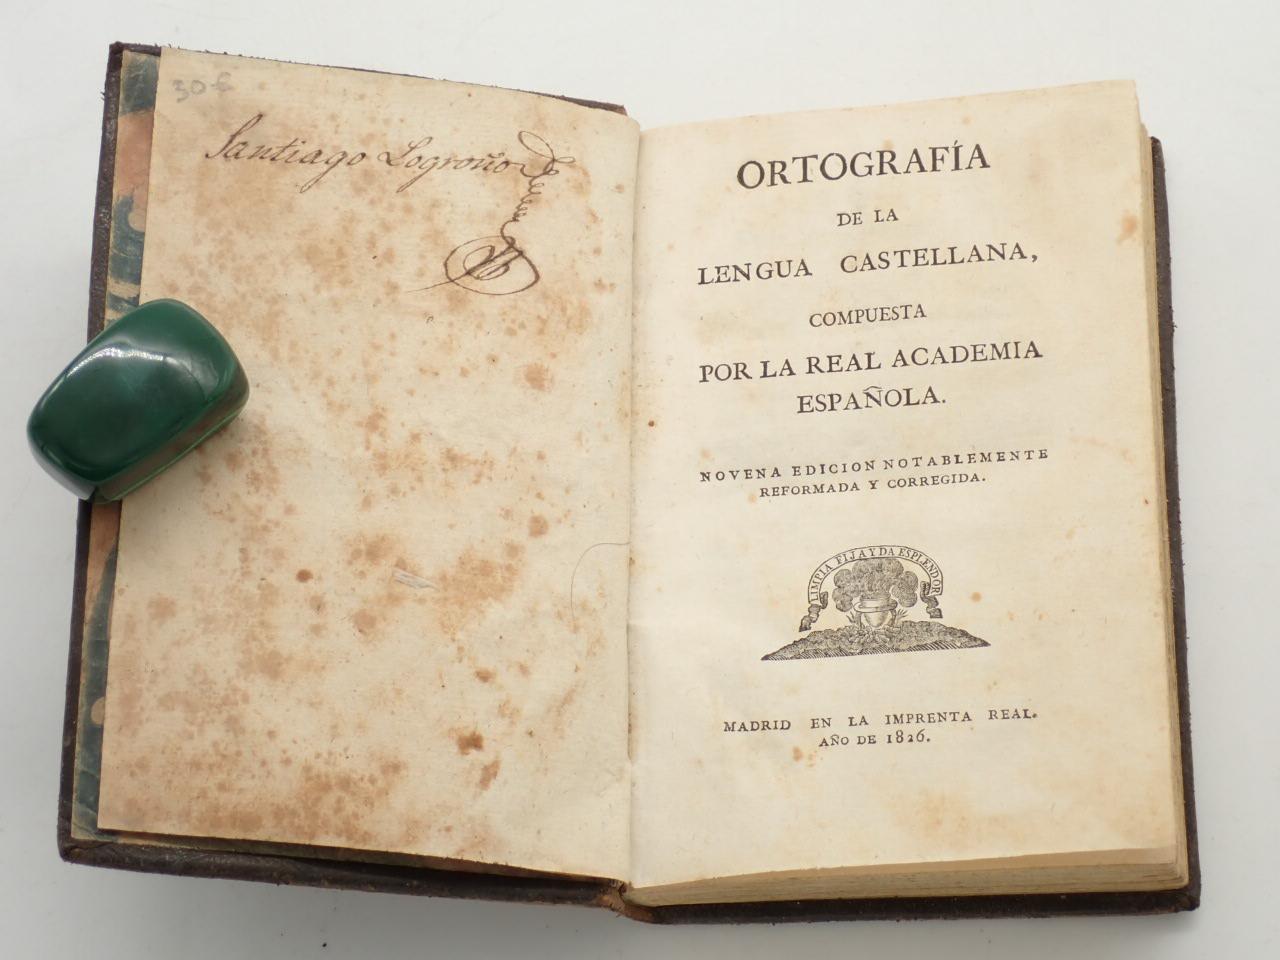 30 €
Santiago Logroño
ORTOGRAFÍA
DE LA
LENGUA CASTELLANA,
COMPUESTA
POR LA REAL ACADEMIA
ESPAÑOLA.
NOVENA EDICION NOTABLEMENTE
REFORMADA Y CORREGIDA.
LIMPIA FIJA Y DA ESPLENDOR
MADRID EN LA IMPRENTA REAL.
AÑO DE 1826.